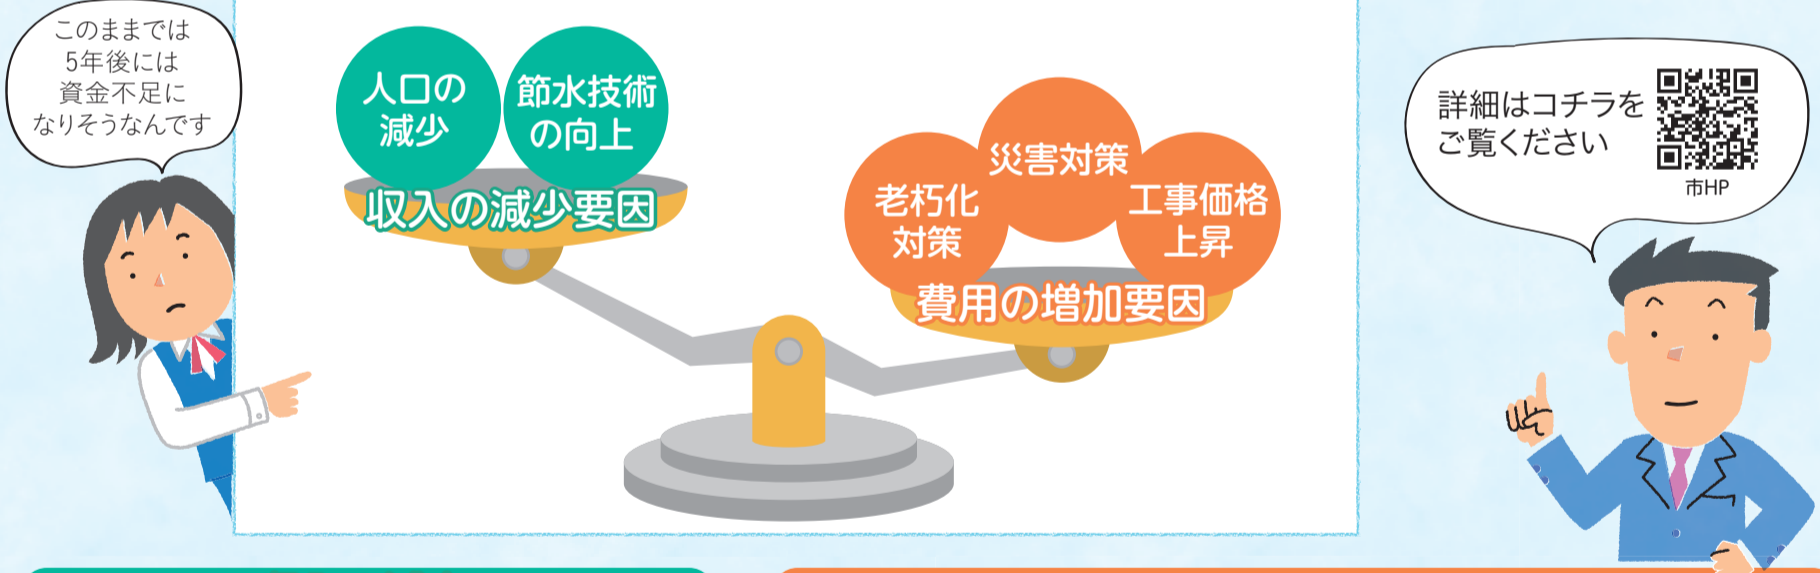 このままでは
5年後には
資金不足に
なりそうなんです
人口の
減少
節水技術
の向上
収入の減少要因
災害対策
老朽化
対策
工事価格
上昇
費用の増加要因
詳細はコチラを
ご覧ください
市HP